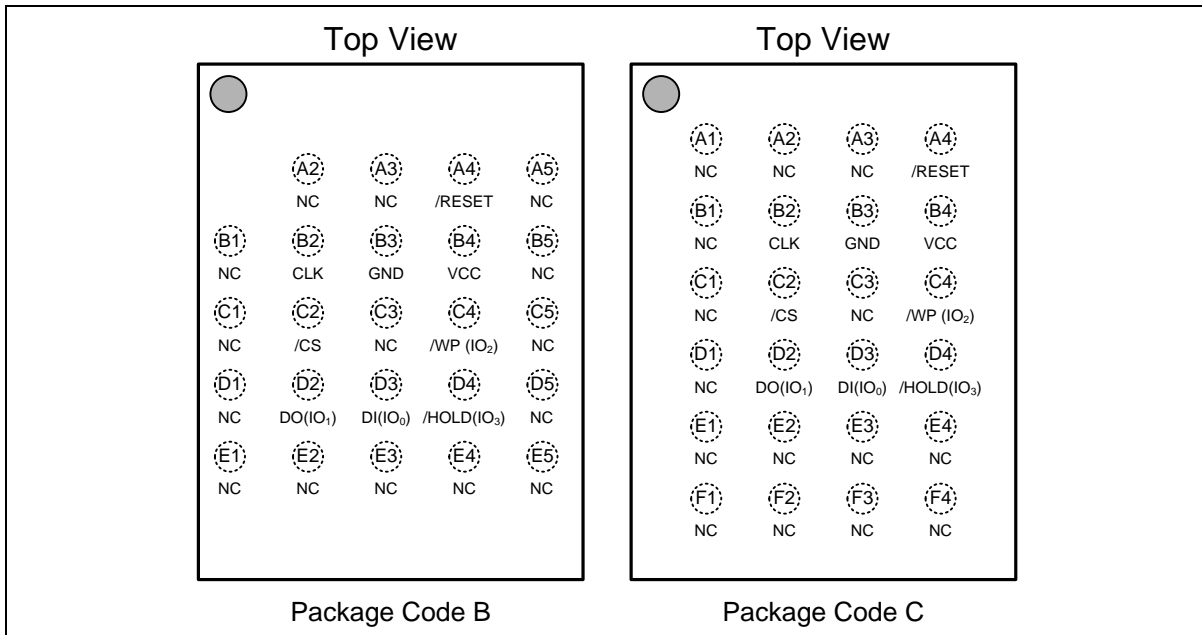 Top View
A2 A3 A4 A5
NC NC /RESET NC
B1 B2 B3 B4 B5
NC CLK GND VCC NC
C1 C2 C3 C4 C5
NC /CS NC /WP (IO₂) NC
D1 D2 D3 D4 D5
NC DO(IO₁) DI(IO₀) /HOLD(IO₃) NC
E1 E2 E3 E4 E5
NC NC NC NC NC
Package Code B
Top View
A1 A2 A3 A4
NC NC NC /RESET
B1 B2 B3 B4
NC CLK GND VCC
C1 C2 C3 C4
NC /CS NC /WP (IO₂)
D1 D2 D3 D4
NC DO(IO₁) DI(IO₀) /HOLD(IO₃)
E1 E2 E3 E4
NC NC NC NC
F1 F2 F3 F4
NC NC NC NC
Package Code C